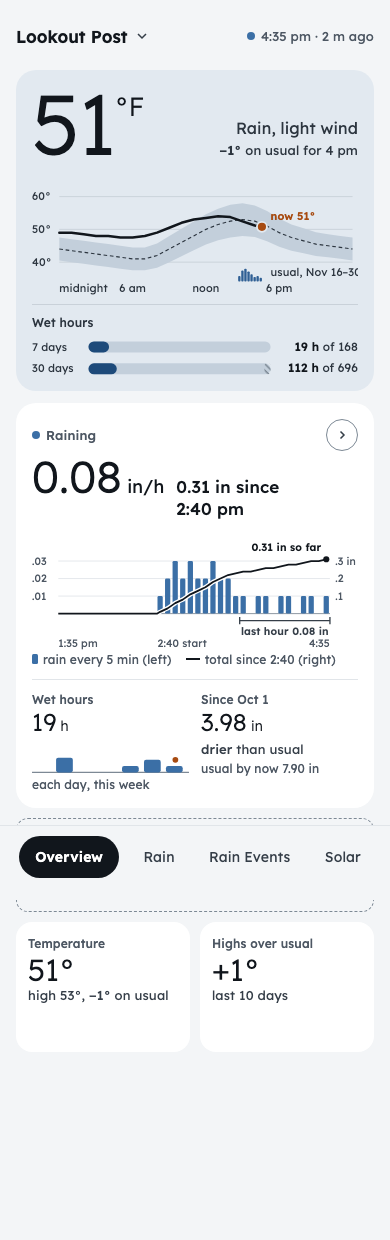 Lookout Post
4:35 pm · 2 m ago
51°F
Rain, light wind
−1° on usual for 4 pm
60°
50°
40°
now 51°
usual, Nov 16–30
midnight 6 am noon 6 pm
Wet hours
7 days 19 h of 168
30 days 112 h of 696
Raining
0.08 in/h 0.31 in since
2:40 pm
0.31 in so far
.03 .3 in
.02 .2
.01 .1
last hour 0.08 in
1:35 pm 2:40 start 4:35
rain every 5 min (left) total since 2:40 (right)
Wet hours
19 h
each day, this week
Since Oct 1
3.98 in
drier than usual
usual by now 7.90 in
Overview Rain Rain Events Solar
Temperature
51°
high 53°, −1° on usual
Highs over usual
+1°
last 10 days